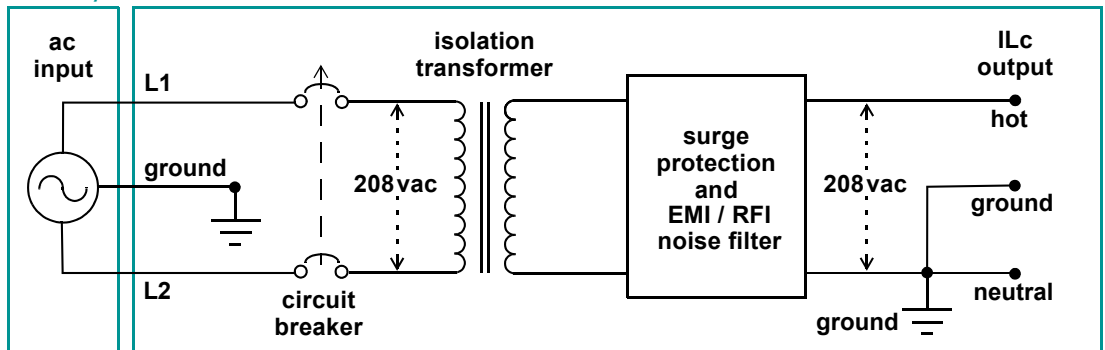 ac
input
L1
ground
L2
208vac
circuit
breaker
isolation
transformer
surge
protection
and
EMI / RFI
noise filter
208vac
ILc
output
hot
ground
neutral
ground